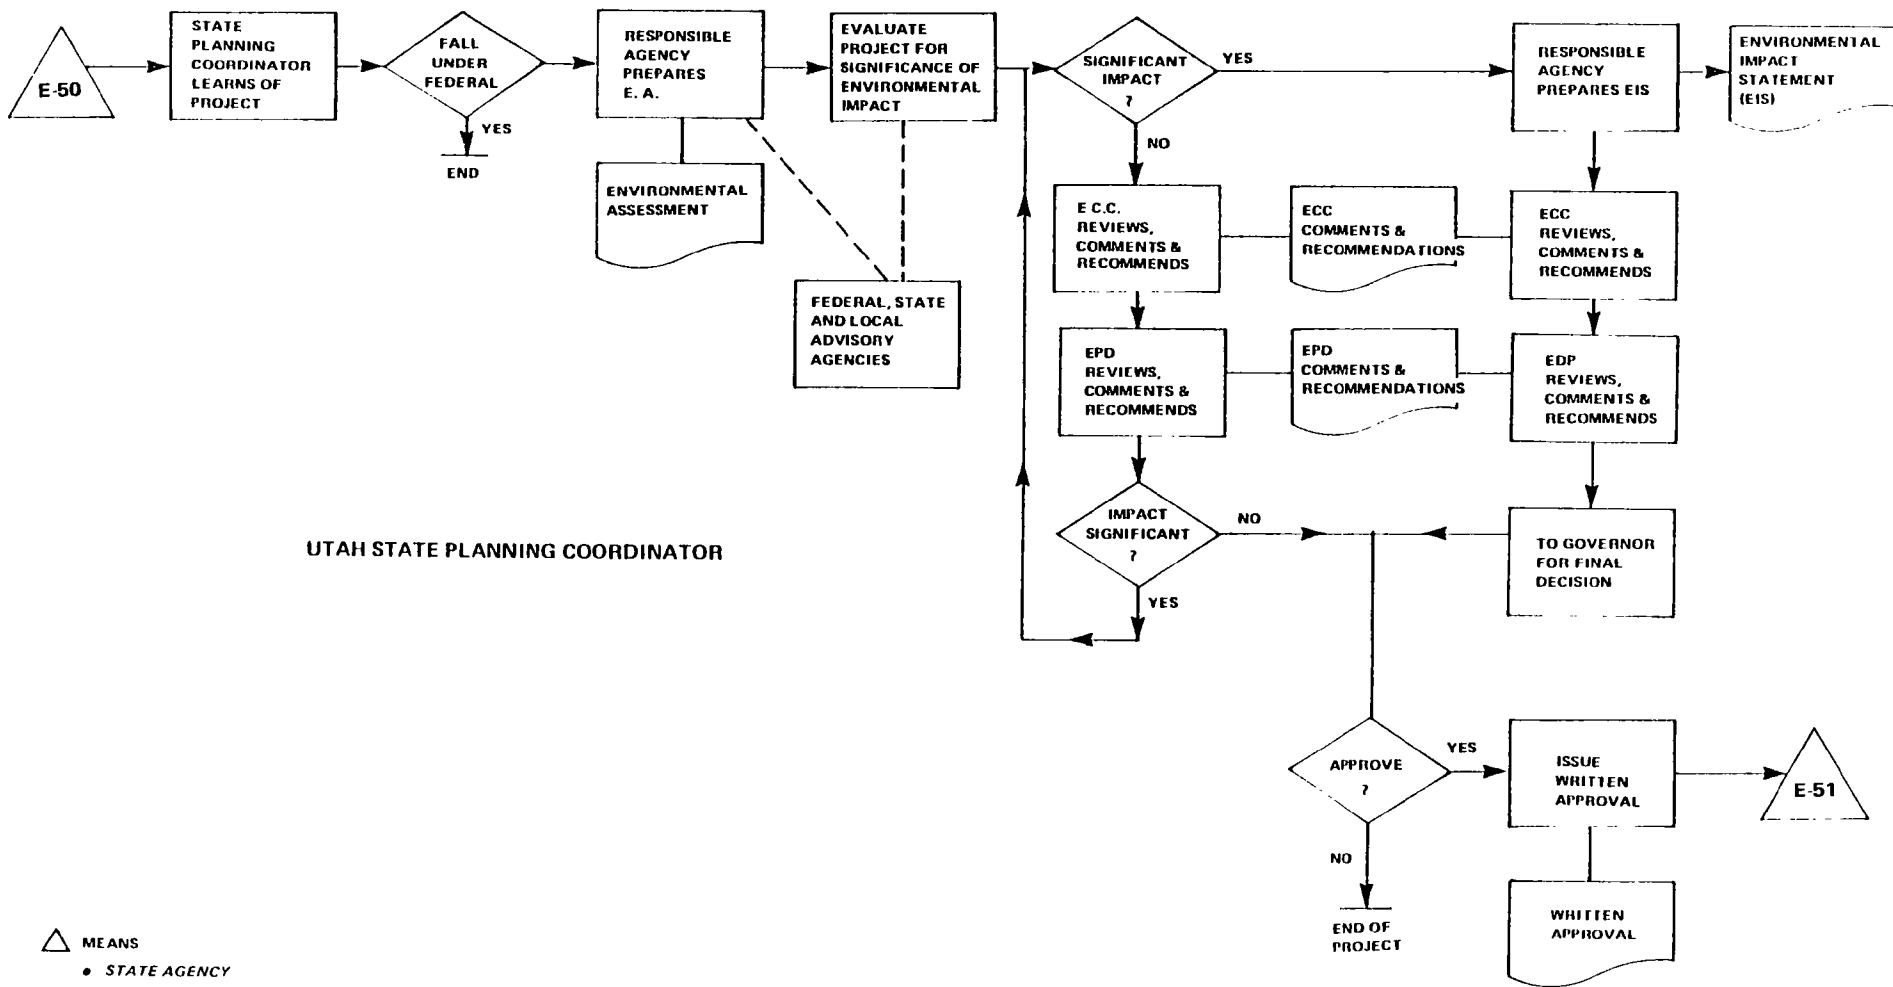 E-50
STATE
PLANNING
COORDINATOR
LEARNS OF
PROJECT
FALL
UNDER
FEDERAL
YES
END
RESPONSIBLE
AGENCY
PREPARES
E. A.
ENVIRONMENTAL
ASSESSMENT
EVALUATE
PROJECT FOR
SIGNIFICANCE OF
ENVIRONMENTAL
IMPACT
FEDERAL, STATE
AND LOCAL
ADVISORY
AGENCIES
SIGNIFICANT
IMPACT
?
YES
NO
RESPONSIBLE
AGENCY
PREPARES EIS
ENVIRONMENTAL
IMPACT
STATEMENT
(EIS)
E C.C.
REVIEWS,
COMMENTS &
RECOMMENDS
ECC
COMMENTS &
RECOMMENDATIONS
ECC
REVIEWS,
COMMENTS &
RECOMMENDS
EPD
REVIEWS,
COMMENTS &
RECOMMENDS
EPD
COMMENTS &
RECOMMENDATIONS
EDP
REVIEWS,
COMMENTS &
RECOMMENDS
IMPACT
SIGNIFICANT
?
NO
YES
TO GOVERNOR
FOR FINAL
DECISION
UTAH STATE PLANNING COORDINATOR
APPROVE
?
YES
NO
ISSUE
WRITTEN
APPROVAL
E-51
END OF
PROJECT
WRITTEN
APPROVAL
MEANS
• STATE AGENCY